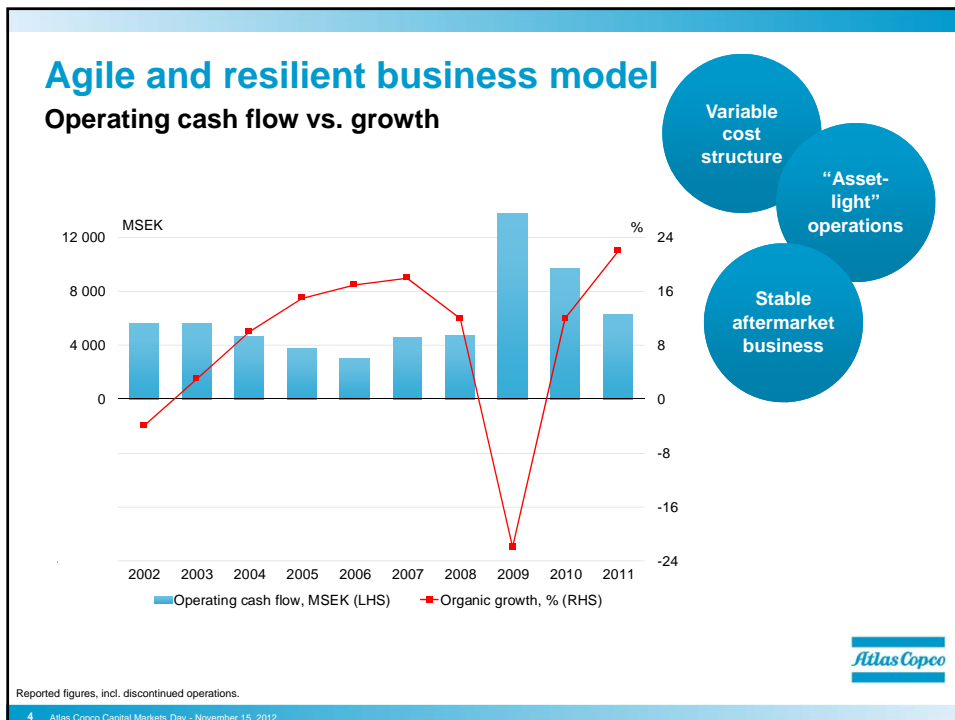 Agile and resilient business model
Operating cash flow vs. growth
Variable
cost
structure
“Asset-
light”
operations
Stable
aftermarket
business
MSEK
%
12 000
8 000
4 000
0
24
16
8
0
-8
-16
-24
2002 2003 2004 2005 2006 2007 2008 2009 2010 2011
Operating cash flow, MSEK (LHS) Organic growth, % (RHS)
Atlas Copco
Reported figures, incl. discontinued operations.
4 Atlas Copco Capital Markets Day - November 15, 2012